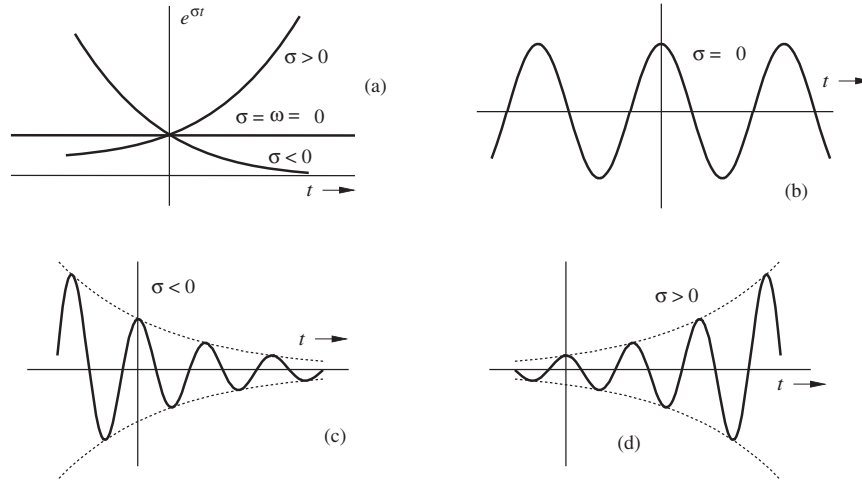 e^{σt}
σ > 0
(a)
σ = ω = 0
σ < 0
t
σ = 0
t
(b)
σ < 0
t
(c)
σ > 0
t
(d)